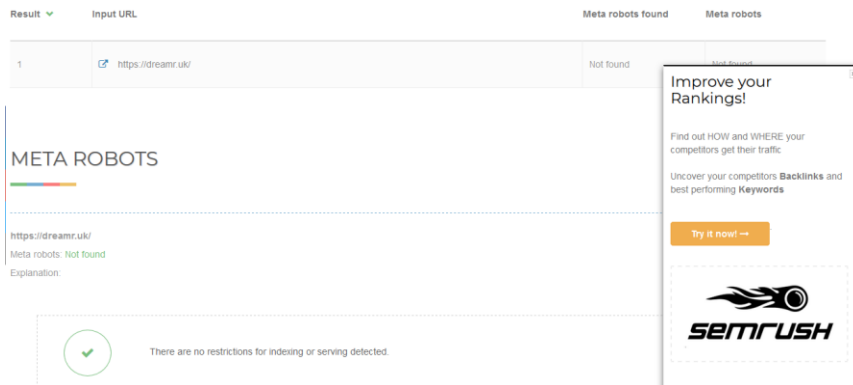 Result Input URL Meta robots found Meta robots
1 https://dreamr.uk/ Not found Not found
META ROBOTS
https://dreamr.uk/
Meta robots: Not found
Explanation:
There are no restrictions for indexing or serving detected.
Improve your
Rankings!
Find out HOW and WHERE your
competitors get their traffic
Uncover your competitors Backlinks and
best performing Keywords
Try it now! →
semrush